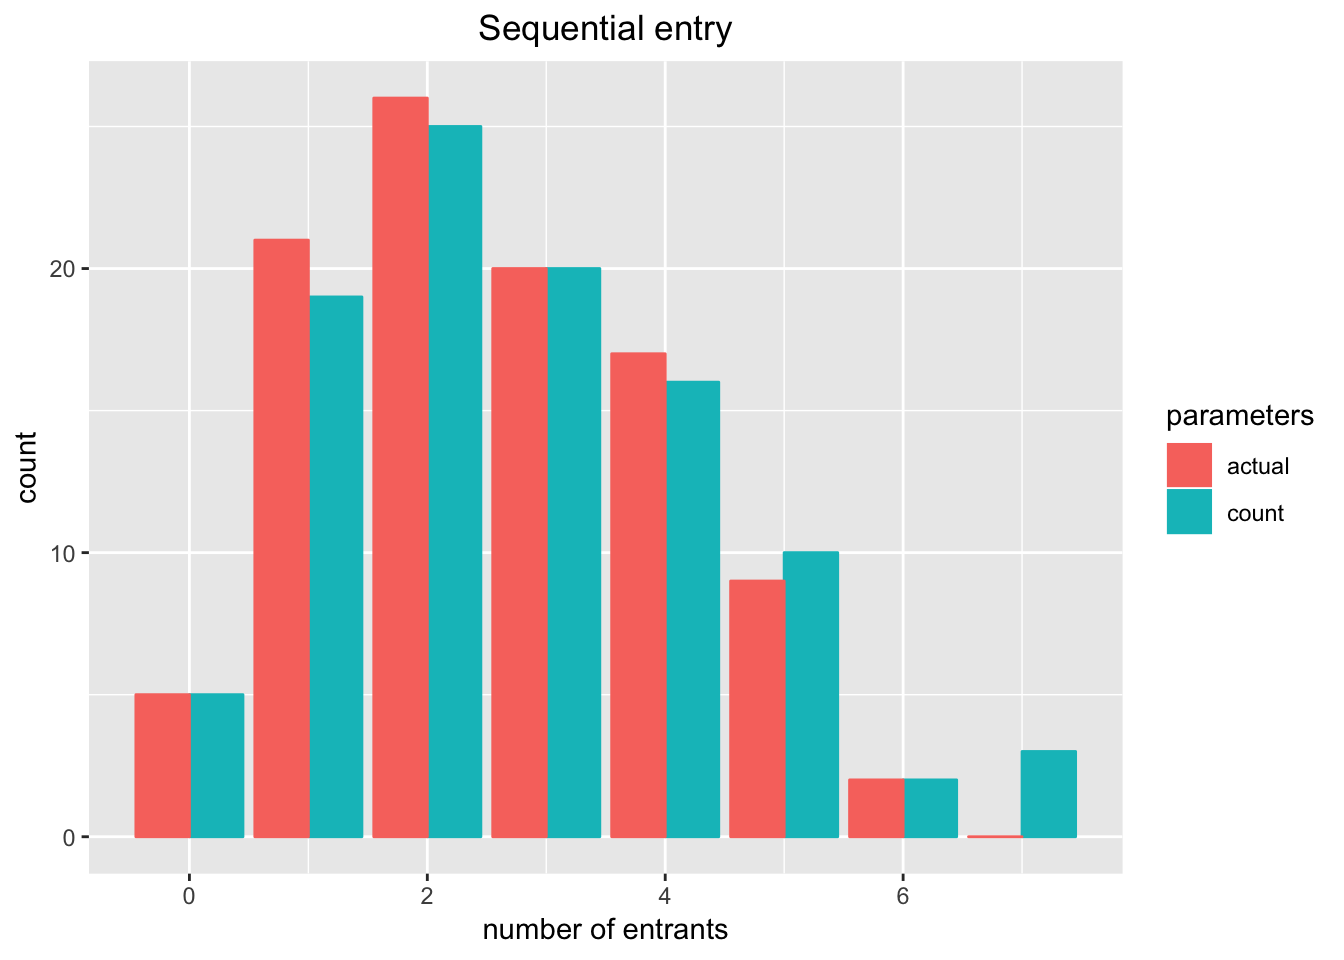 Sequential entry
count
20
10
0
0
2
4
6
number of entrants
parameters
actual
count